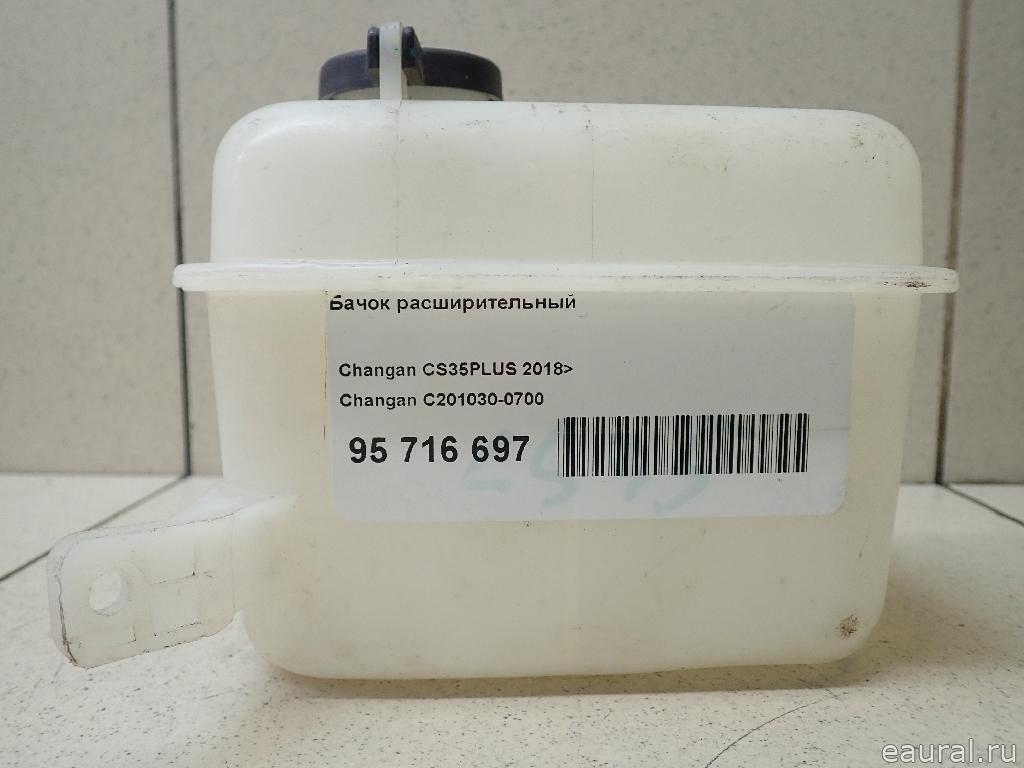 Бачок расширительный
Changan CS35PLUS 2018>
Changan C201030-0700
95 716 697
eaural.ru